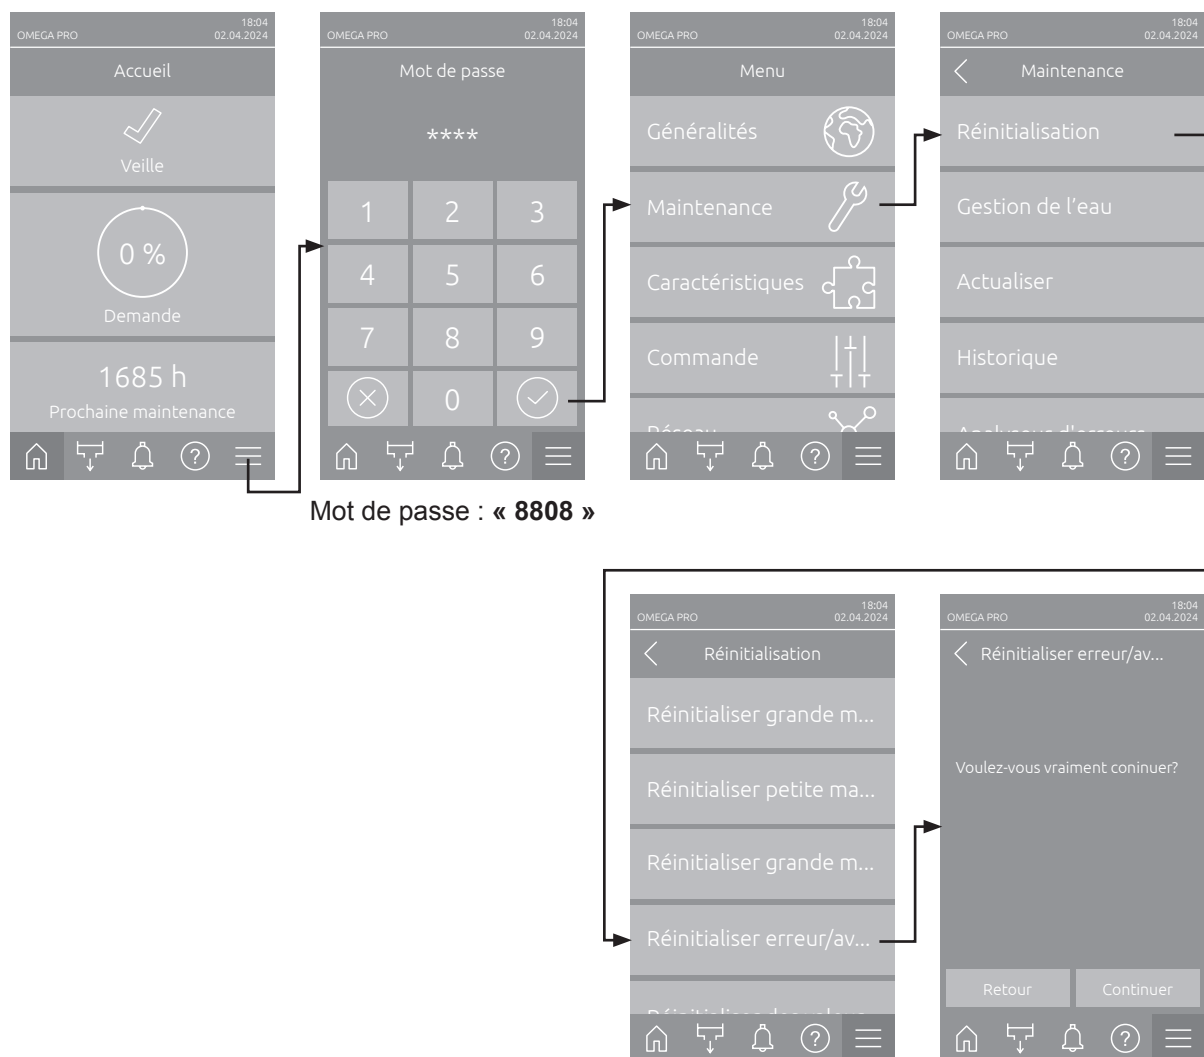 18:04
OMEGA PRO 02.04.2024
Accueil
Veille
0 %
Demande
1685 h
Prochaine maintenance
18:04
OMEGA PRO 02.04.2024
Mot de passe
****
1 2 3
4 5 6
7 8 9
0
Mot de passe : « 8808 »
18:04
OMEGA PRO 02.04.2024
Menu
Généralités
Maintenance
Caractéristiques
Commande
Réseau
18:04
OMEGA PRO 02.04.2024
Maintenance
Réinitialisation
Gestion de l'eau
Actualiser
Historique
18:04
OMEGA PRO 02.04.2024
Réinitialisation
Réinitialiser grande m...
Réinitialiser petite ma...
Réinitialiser grande m...
Réinitialiser erreur/av...
18:04
OMEGA PRO 02.04.2024
Réinitialiser erreur/av...
Voulez-vous vraiment coninuer?
Retour Continuer